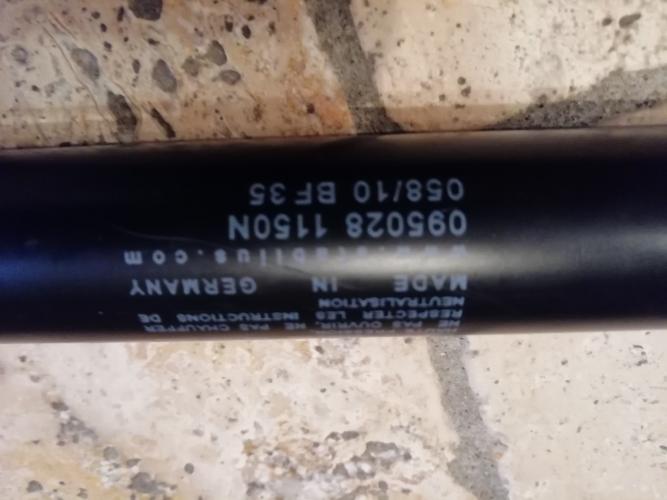 NE PAS OUVRIR, NE PAS CHAUFFER
RESPECTER LES INSTRUCTIONS DE
NEUTRALISATION
MADE IN GERMANY
www.stabilus.com
095028 1150N
058/10 BF35